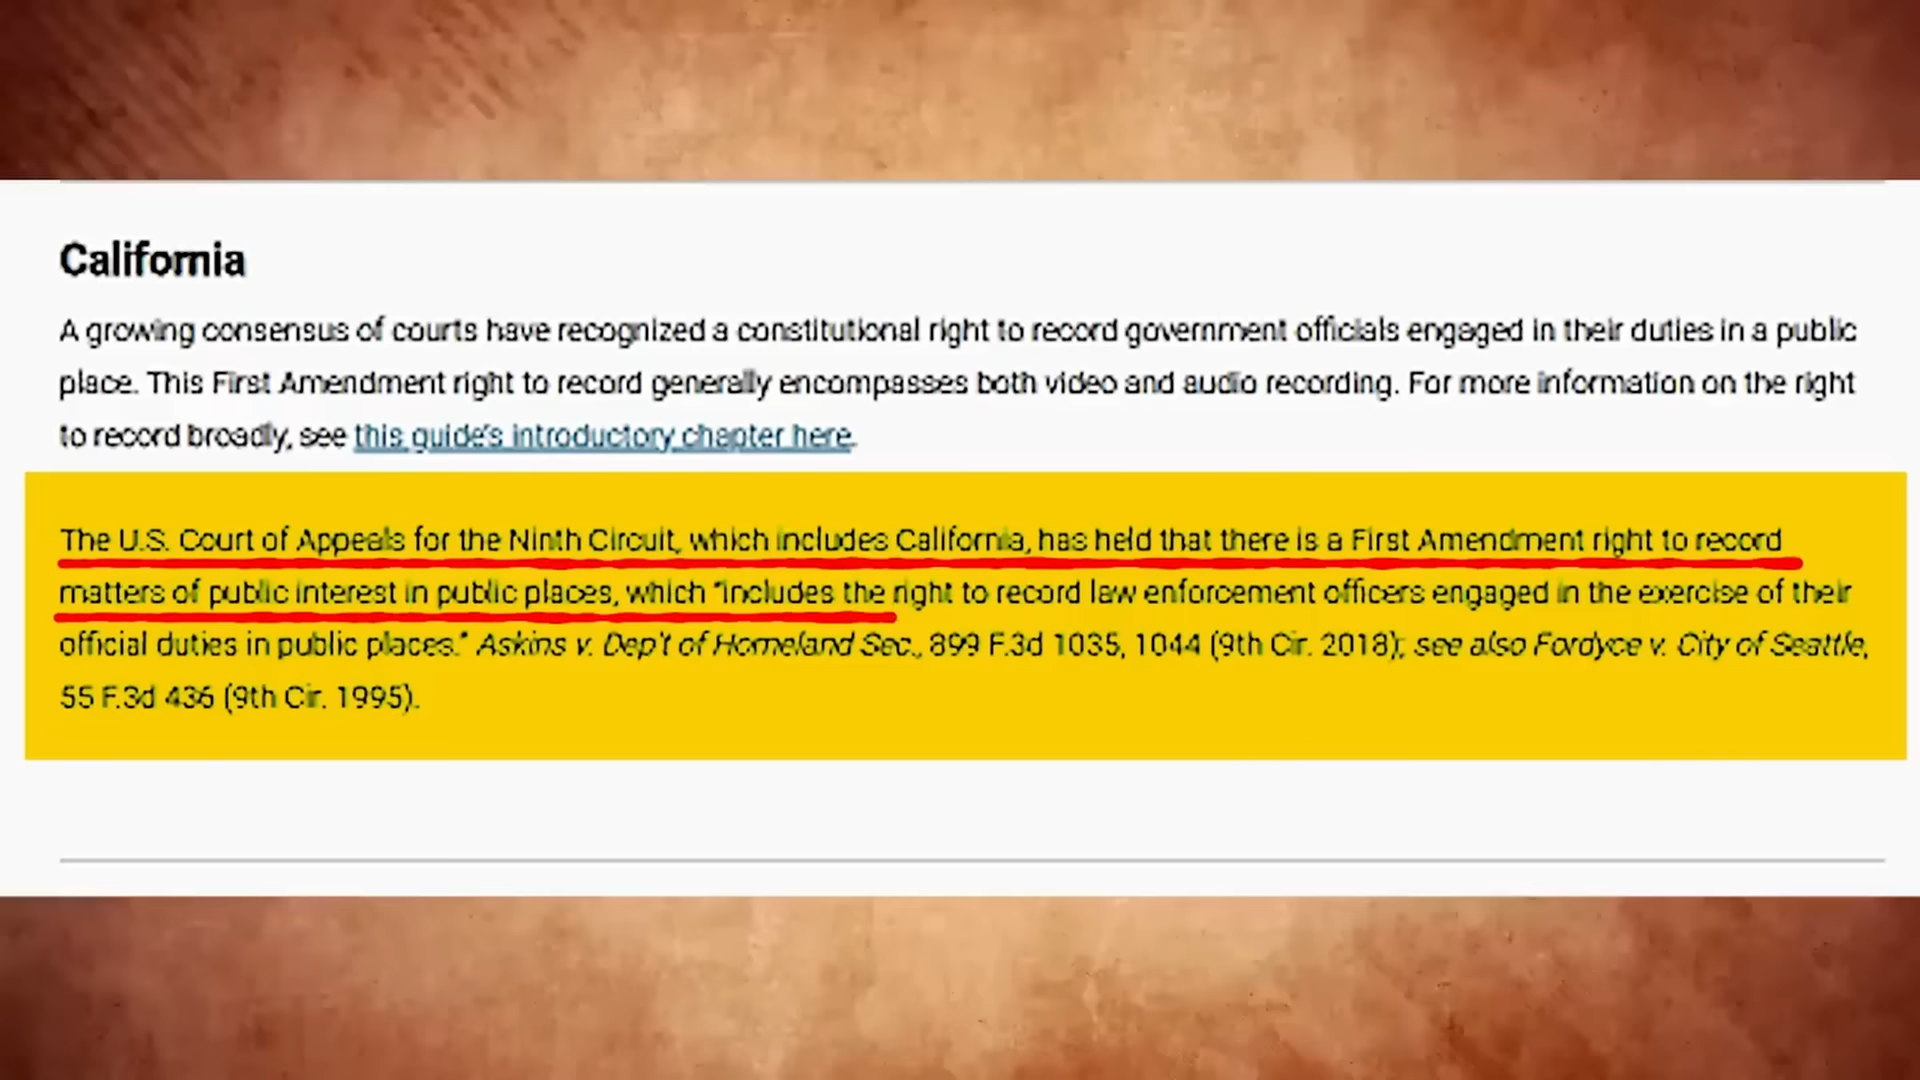 California
A growing consensus of courts have recognized a constitutional right to record government officials engaged in their duties in a public
place. This First Amendment right to record generally encompasses both video and audio recording. For more information on the right
to record broadly, see this guide's introductory chapter here.
The U.S. Court of Appeals for the Ninth Circuit, which includes California, has held that there is a First Amendment right to record
matters of public interest in public places, which "includes the right to record law enforcement officers engaged in the exercise of their
official duties in public places." Askins v. Dep't of Homeland Sec., 899 F.3d 1035, 1044 (9th Cir. 2018); see also Fordyce v. City of Seattle,
55 F.3d 436 (9th Cir. 1995).